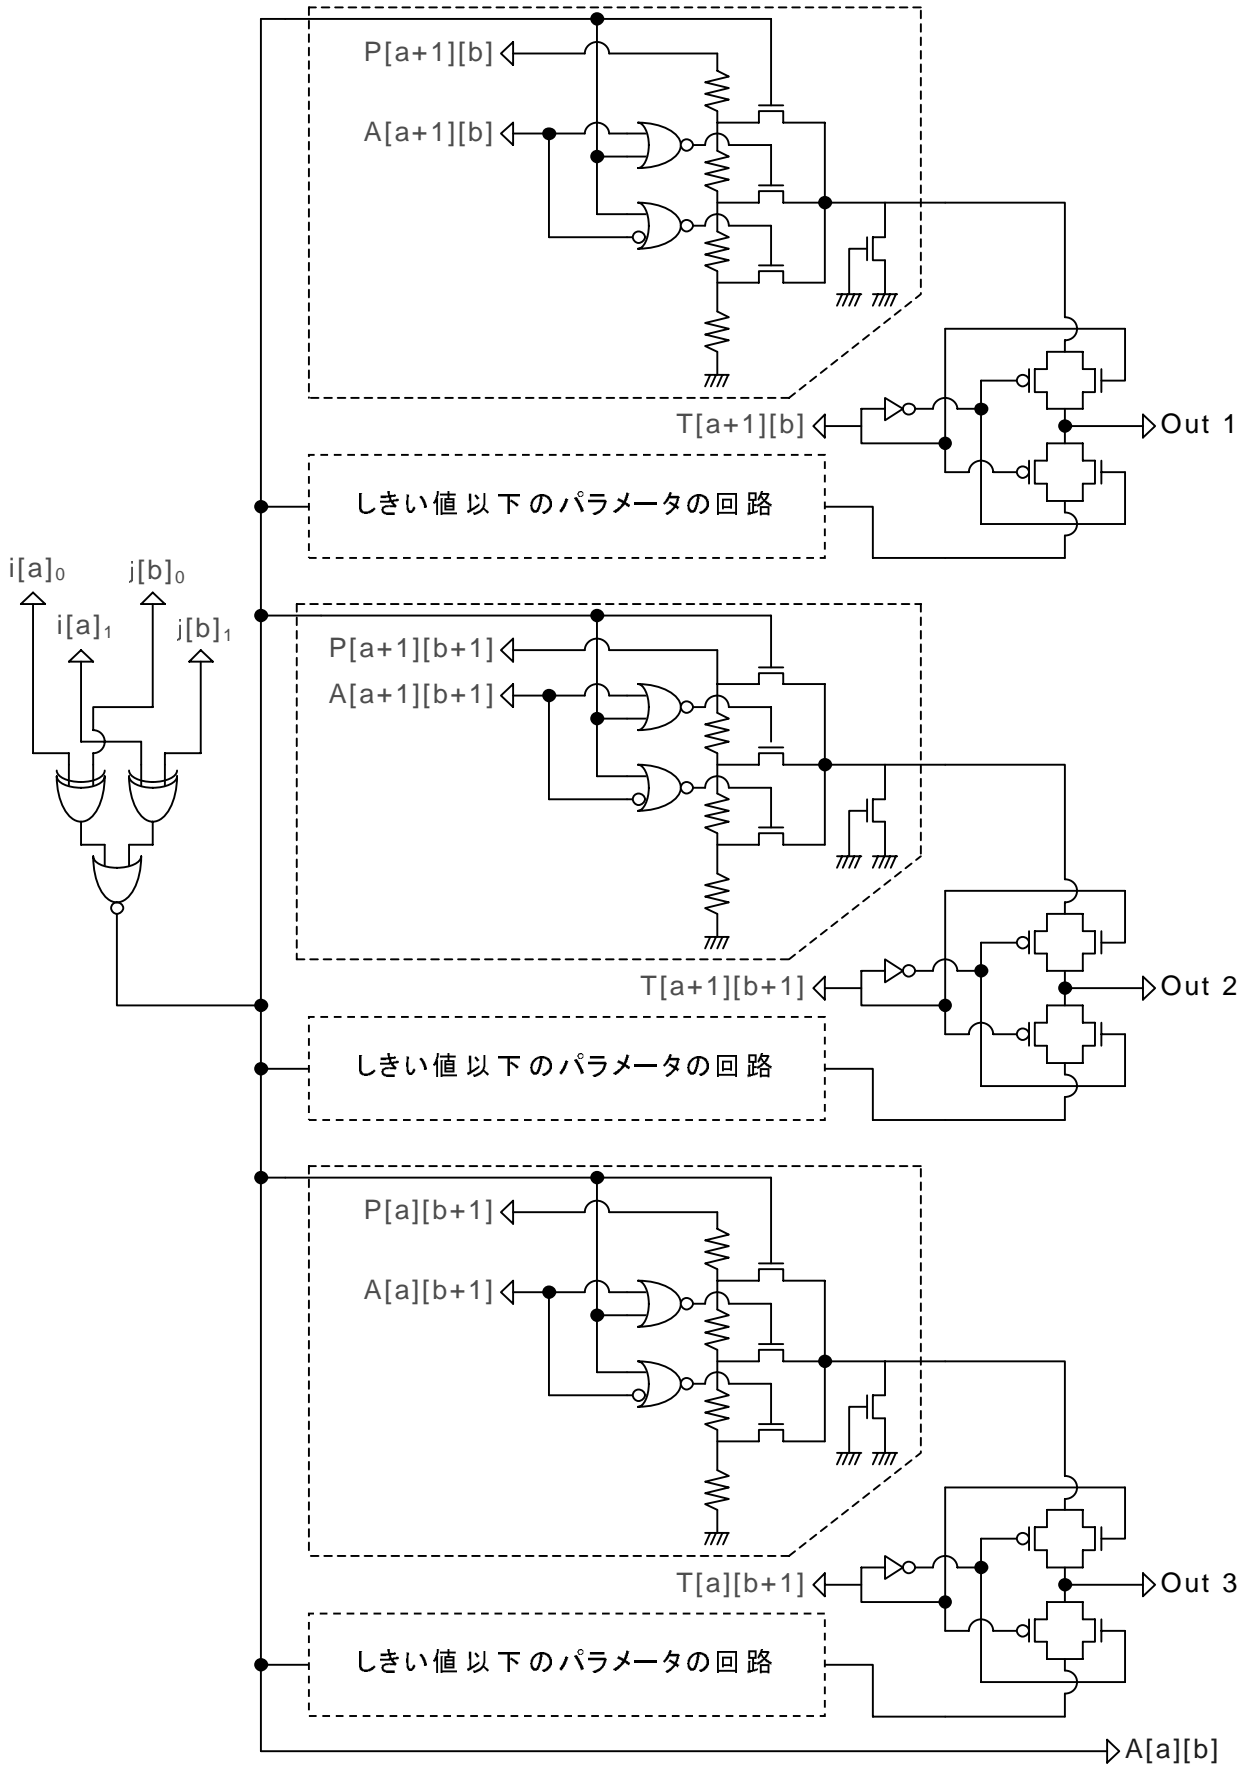 P[a+1][b]
A[a+1][b]
T[a+1][b]
Out 1
しきい値以下のパラメータの回路
i[a]0
j[b]0
i[a]1
j[b]1
P[a+1][b+1]
A[a+1][b+1]
T[a+1][b+1]
Out 2
しきい値以下のパラメータの回路
P[a][b+1]
A[a][b+1]
T[a][b+1]
Out 3
しきい値以下のパラメータの回路
A[a][b]